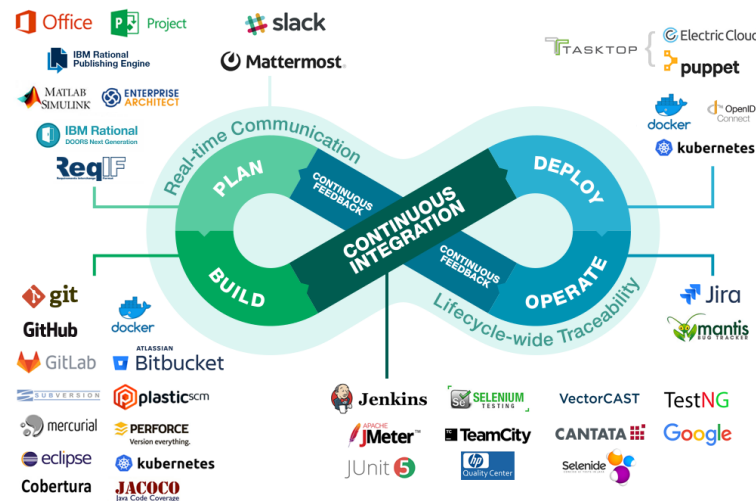 Office
Project
slack
Mattermost
TASKTOP
Electric Cloud
puppet
IBM Rational
Publishing Engine
MATLAB
SIMULINK
ENTERPRISE
ARCHITECT
IBM Rational
DOORS Next Generation
ReqIF
docker
OpenID
Connect
kubernetes
Real-time Communication
PLAN
CONTINUOUS
FEEDBACK
CONTINUOUS
INTEGRATION
DEPLOY
BUILD
CONTINUOUS
FEEDBACK
OPERATE
Lifecycle-wide Traceability
git
docker
GitHub
GitLab
ATLASSIAN
Bitbucket
SUBVERSION
plasticscm
mercurial
PERFORCE
Version everything.
eclipse
kubernetes
Cobertura
JACOCO
Java Code Coverage
Jira
mantis
BUG TRACKER
Jenkins
Se
SELENIUM
TESTING
VectorCAST
TestNG
APACHE
JMeter™
TeamCity
CANTATA
Google
JUnit 5
hp
Quality Center
Selenide